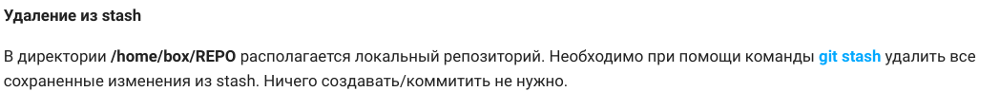 Удаление из stash
В директории /home/box/REPO располагается локальный репозиторий. Необходимо при помощи команды git stash удалить все
сохраненные изменения из stash. Ничего создавать/коммитить не нужно.